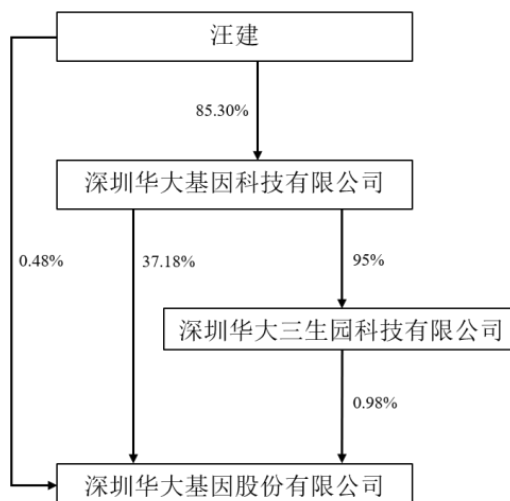 汪建
85.30%
深圳华大基因科技有限公司
0.48%
37.18%
95%
深圳华大三生园科技有限公司
0.98%
深圳华大基因股份有限公司